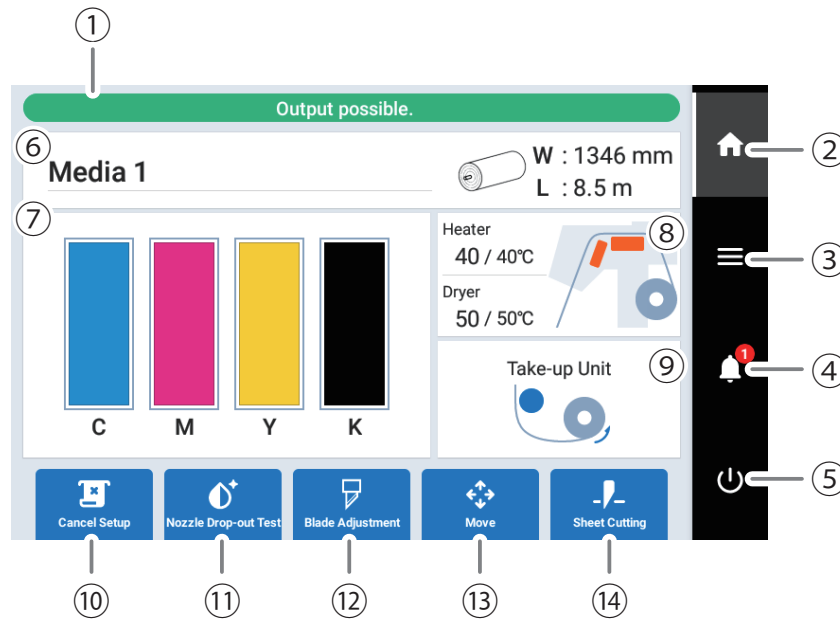 ①
Output possible.
②
⑥
Media 1
W : 1346 mm
L : 8.5 m
⑦
C
M
Y
K
Heater
40 / 40℃
Dryer
50 / 50℃
⑧
③
Take-up Unit
⑨
1
④
⑤
Cancel Setup
Nozzle Drop-out Test
Blade Adjustment
Move
Sheet Cutting
⑩
⑪
⑫
⑬
⑭